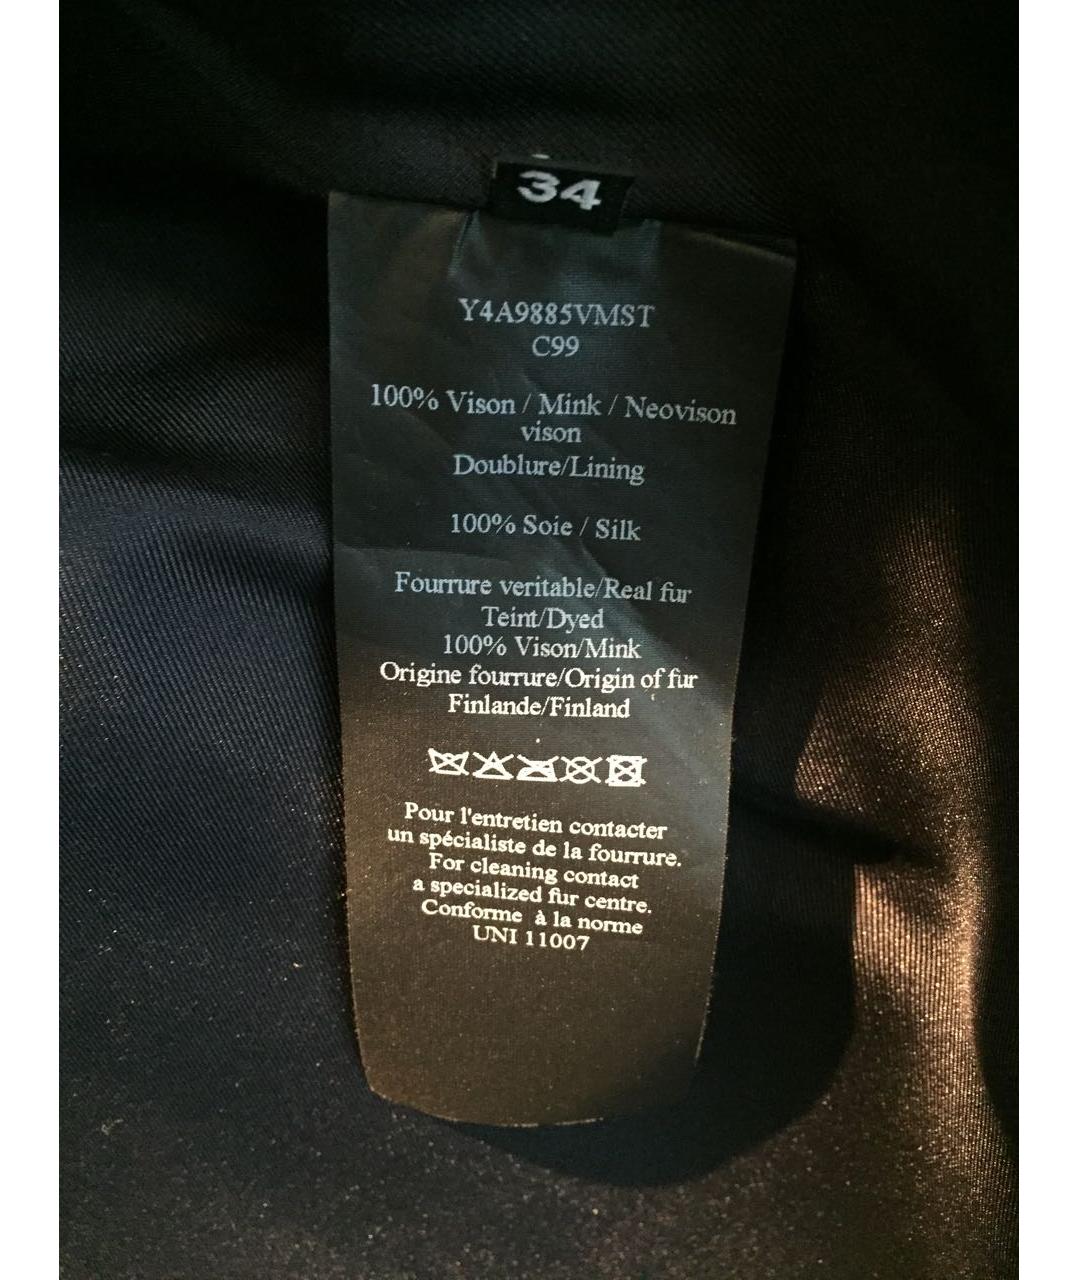 34
Y4A9885VMST
C99
100% Vison / Mink / Neovison
vison
Doublure/Lining
100% Soie / Silk
Fourrure veritable/Real fur
Teint/Dyed
100% Vison/Mink
Origine fourrure/Origin of fur
Finlande/Finland
Pour l'entretien contacter
un spécialiste de la fourrure.
For cleaning contact
a specialized fur centre.
Conforme à la norme
UNI 11007